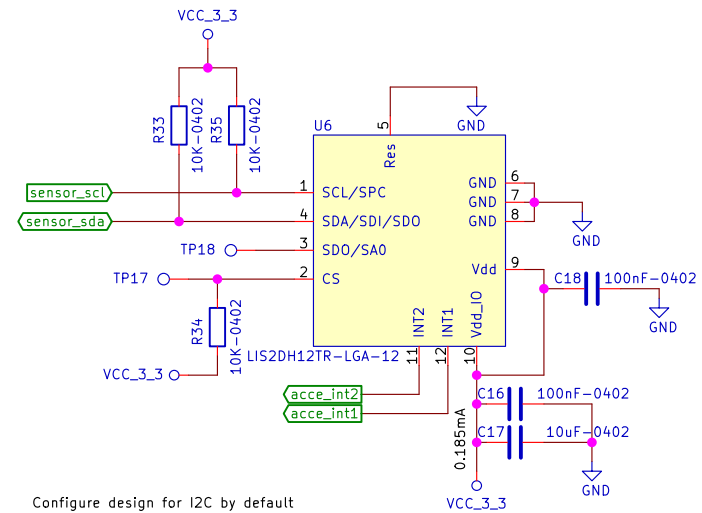 VCC_3_3
R33
10K-0402
R35
10K-0402
U6
5
Res
GND
sensor_scl
1
SCL/SPC
sensor_sda
4
SDA/SDI/SDO
TP18
3
SDO/SA0
TP17
2
CS
GND
6
GND
7
GND
8
GND
Vdd
9
C18
100nF-0402
GND
R34
10K-0402
VCC_3_3
LIS2DH12TR-LGA-12
INT2
11
INT1
12
Vdd_IO
10
acce_int2
acce_int1
C16
100nF-0402
C17
10uF-0402
0.185mA
GND
VCC_3_3
Configure design for I2C by default